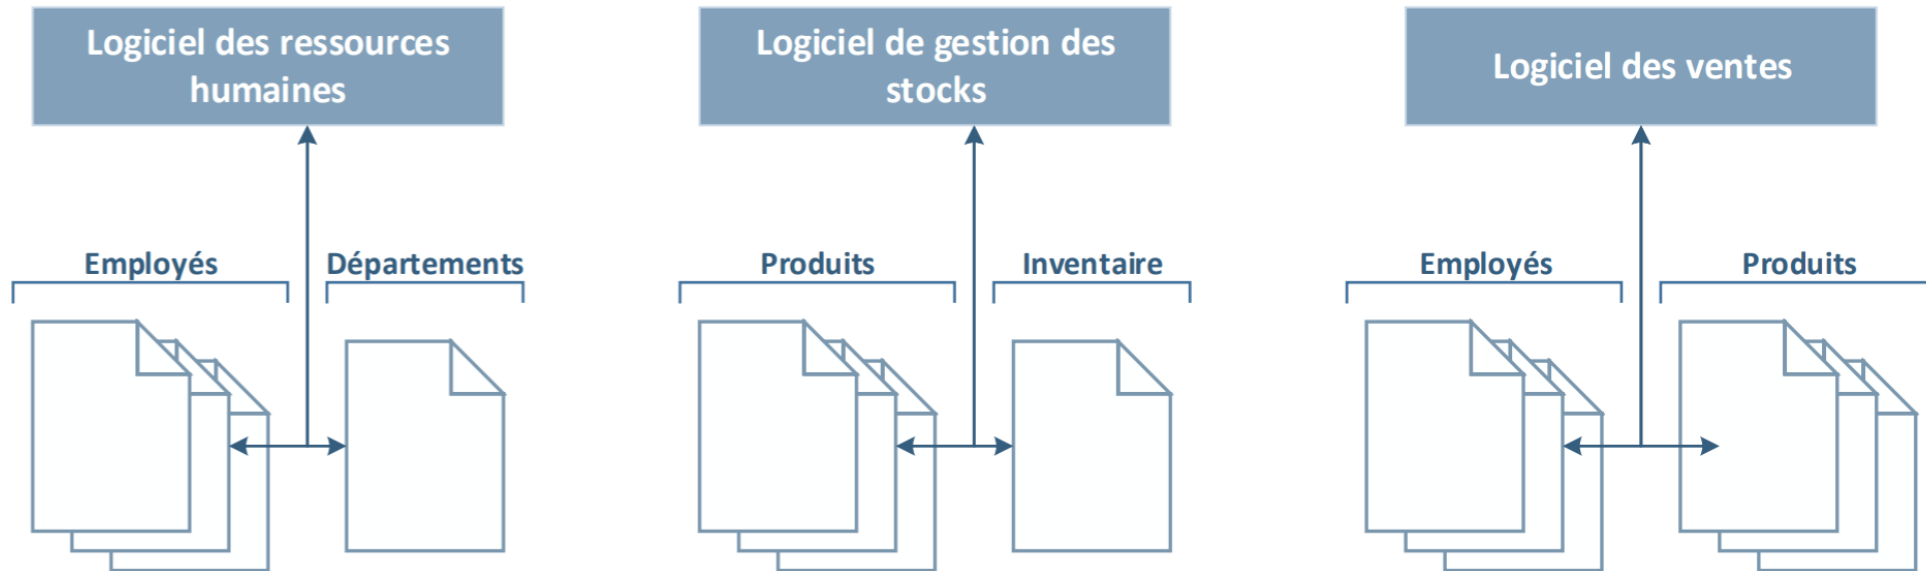 Logiciel des ressources
humaines
Logiciel de gestion des
stocks
Logiciel des ventes
Employés
Départements
Produits
Inventaire
Employés
Produits